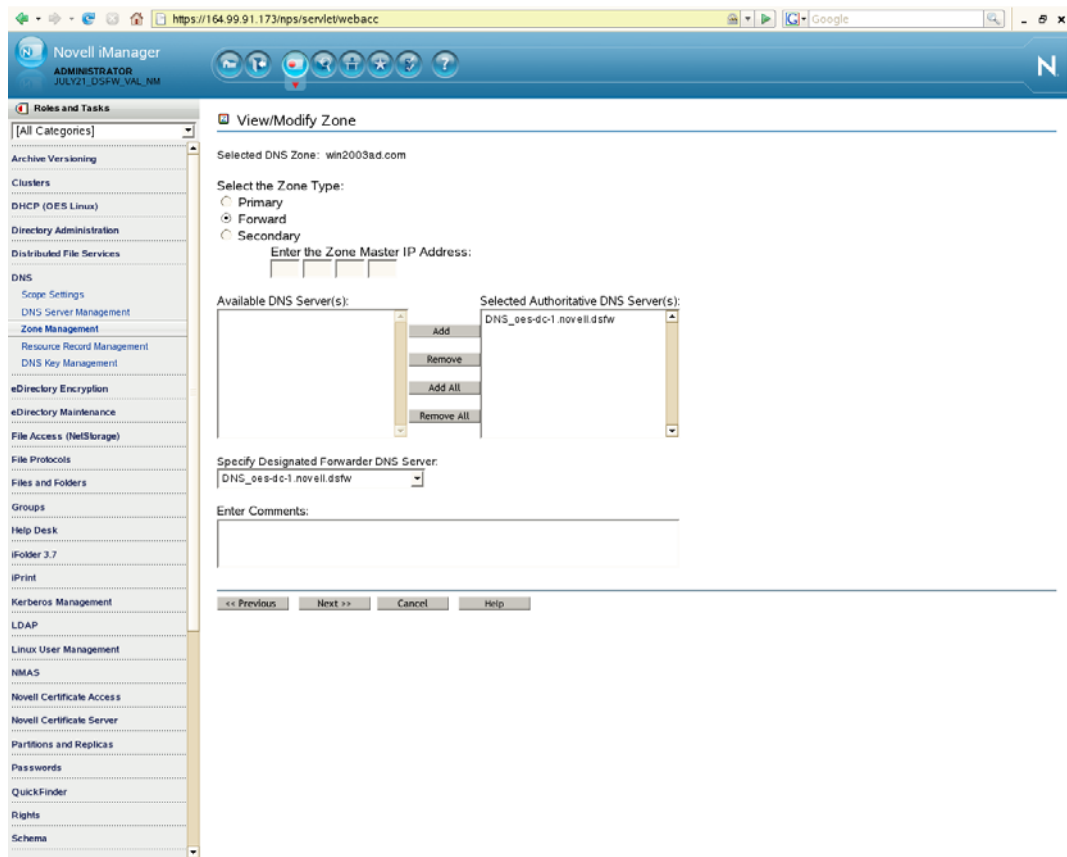 https://164.99.91.173/nps/servlet/webacc
G
Google
N
Novell iManager
ADMINISTRATOR
JULY21_DSFW_VAL_NM
?
N
Roles and Tasks
[All Categories]
Archive Versioning
Clusters
DHCP (OES Linux)
Directory Administration
Distributed File Services
DNS
Scope Settings
DNS Server Management
Zone Management
Resource Record Management
DNS Key Management
eDirectory Encryption
eDirectory Maintenance
File Access (NetStorage)
File Protocols
Files and Folders
Groups
Help Desk
iFolder 3.7
iPrint
Kerberos Management
LDAP
Linux User Management
NMAS
Novell Certificate Access
Novell Certificate Server
Partitions and Replicas
Passwords
QuickFinder
Rights
Schema
View/Modify Zone
Selected DNS Zone: win2003ad.com
Select the Zone Type:
Primary
Forward
Secondary
Enter the Zone Master IP Address:
Available DNS Server(s):
Add
Remove
Add All
Remove All
Selected Authoritative DNS Server(s):
DNS_oes-dc-1.novell.dsfw
Specify Designated Forwarder DNS Server:
DNS_oes-dc-1.novell.dsfw
Enter Comments:
<< Previous
Next >>
Cancel
Help